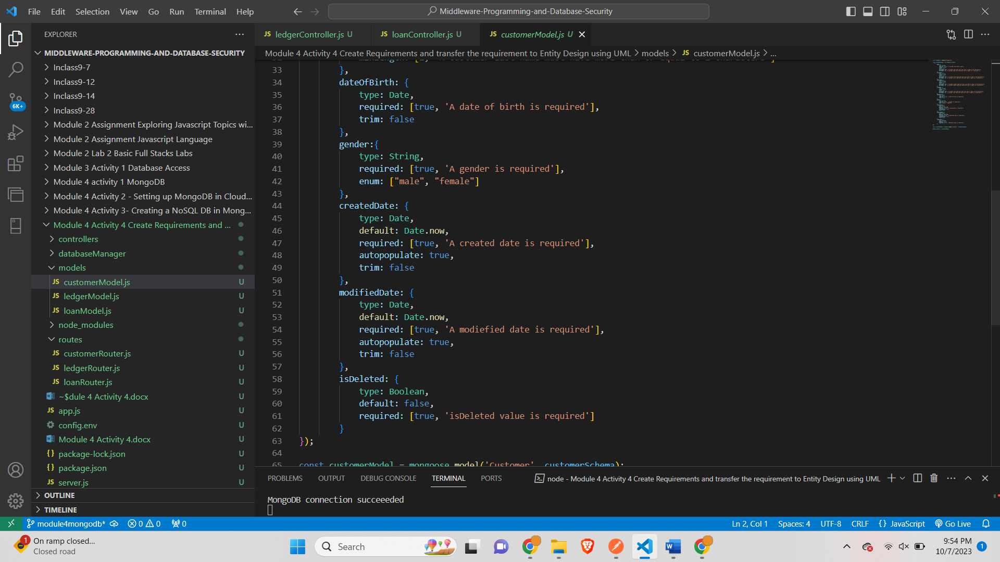 File Edit Selection View Go Run Terminal Help
Middleware-Programming-and-Database-Security
EXPLORER
MIDDLEWARE-PROGRAMMING-AND-DATABASE-SECURITY
Inclass9-7
Inclass9-12
Inclass9-14
Inclass9-28
Module 2 Assignment Exploring Javascript Topics wi...
Module 2 Assignment Javascript Language
Module 2 Lab 2 Basic Full Stacks Labs
Module 3 Activity 1 Database Access
Module 4 activity 1 MongoDB
Module 4 Activity 2 - Setting up MongoDB in Cloud...
Module 4 Activity 3- Creating a NoSQL DB in Mong...
Module 4 Activity 4 Create Requirements and ...
controllers
databaseManager
models
JS customerModel.js U
JS ledgerModel.js U
JS loanModel.js U
node_modules
routes
JS customerRouter.js U
JS ledgerRouter.js U
JS loanRouter.js U
~$dule 4 Activity 4.docx U
JS app.js U
config.env U
Module 4 Activity 4.docx U
{} package-lock.json U
{} package.json U
JS server.js U
OUTLINE
TIMELINE
6K+
JS ledgerController.js U JS loanController.js U JS customerModel.js U
Module 4 Activity 4 Create Requirements and transfer the requirement to Entity Design using UML > models > JS customerModel.js > ...
33 },
34 dateOfBirth: {
35 type: Date,
36 required: [true, 'A date of birth is required'],
37 trim: false
38 },
39 gender:{
40 type: String,
41 required: [true, 'A gender is required'],
42 enum: ["male", "female"]
43 },
44 createdDate: {
45 type: Date,
46 default: Date.now,
47 required: [true, 'A created date is required'],
48 autopopulate: true,
49 trim: false
50 },
51 modifiedDate: {
52 type: Date,
53 default: Date.now,
54 required: [true, 'A modiefied date is required'],
55 autopopulate: true,
56 trim: false
57 },
58 isDeleted: {
59 type: Boolean,
60 default: false,
61 required: [true, 'isDeleted value is required']
62 }
63 });
64
65 const customerModel = mongoose.model('Customer', customerSchema);
PROBLEMS OUTPUT DEBUG CONSOLE TERMINAL PORTS
node - Module 4 Activity 4 Create Requirements and transfer the requirement to Entity Design using UML
MongoDB connection succeeeded
module4mongodb* 0 0 0
Ln 2, Col 1 Spaces: 4 UTF-8 CRLF {} JavaScript Go Live
1
On ramp closed...
Closed road
Search
9:54 PM
10/7/2023
1